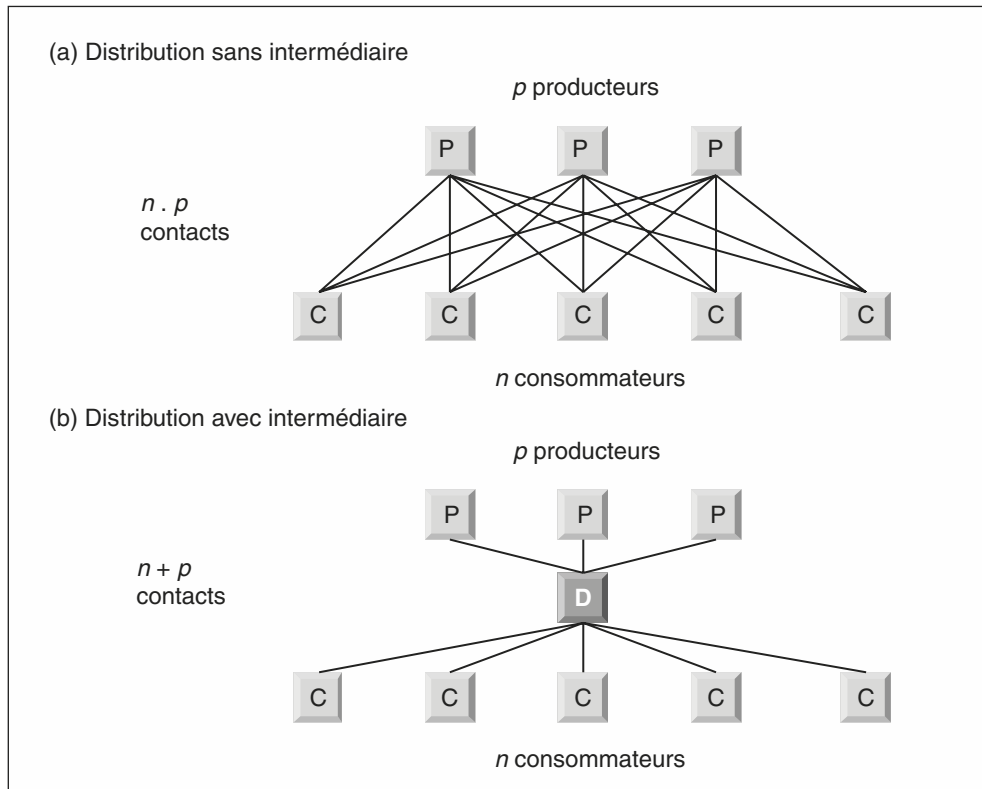 (a) Distribution sans intermédiaire
p producteurs
P P P
n . p
contacts
C C C C C
n consommateurs
(b) Distribution avec intermédiaire
p producteurs
P P P
n + p
contacts
D
C C C C C
n consommateurs